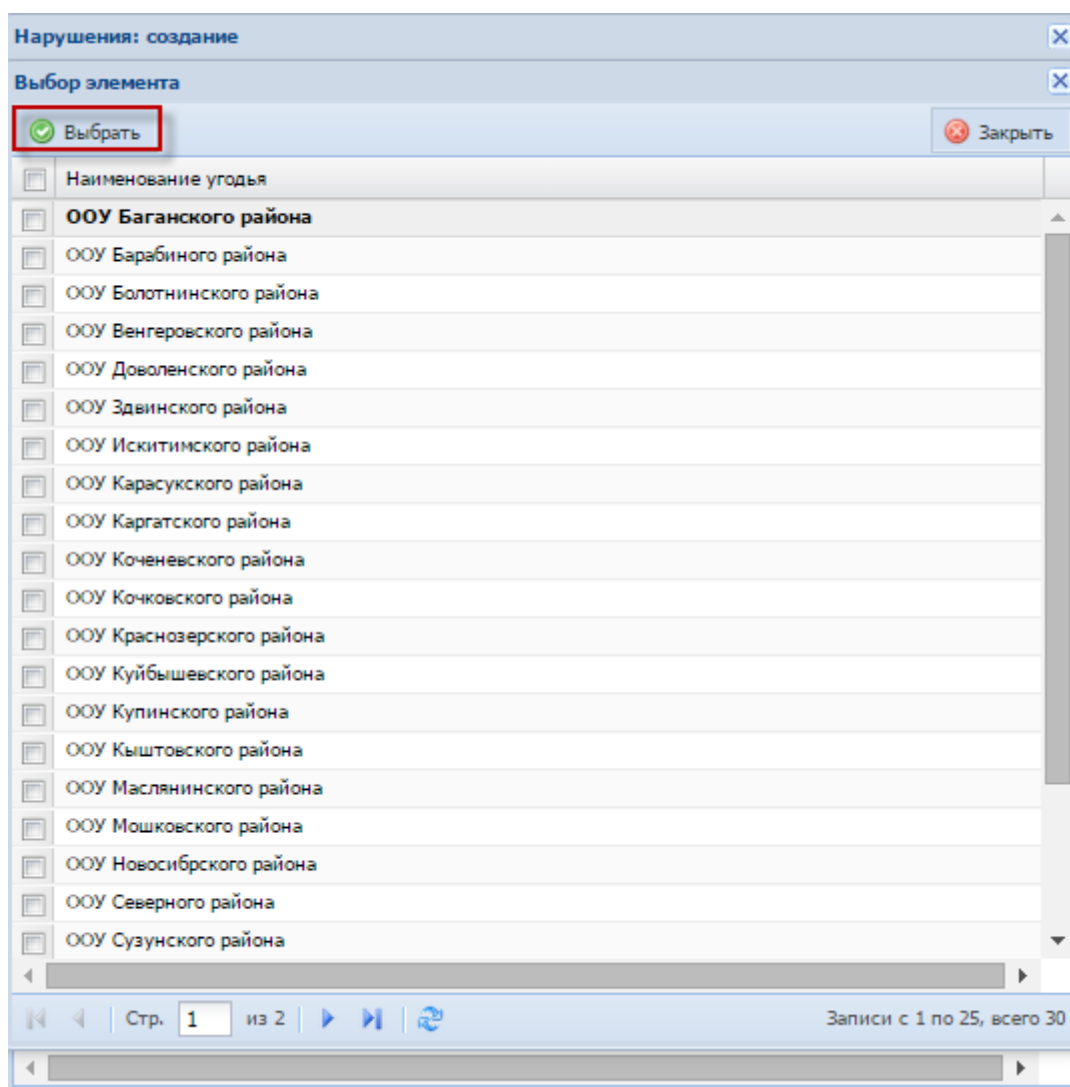 Нарушения: создание
Выбор элемента
Выбрать
Закрыть
Наименование угодья
ООУ Баганского района
ООУ Барабиного района
ООУ Болотнинского района
ООУ Венгеровского района
ООУ Доволенского района
ООУ Здвинского района
ООУ Искитимского района
ООУ Карасукского района
ООУ Каргатского района
ООУ Коченевского района
ООУ Кочковского района
ООУ Краснозерского района
ООУ Куйбышевского района
ООУ Купинского района
ООУ Кыштовского района
ООУ Маслянинского района
ООУ Мошковского района
ООУ Новосибрского района
ООУ Северного района
ООУ Сузунского района
Стр. 1 из 2 Записи с 1 по 25, всего 30